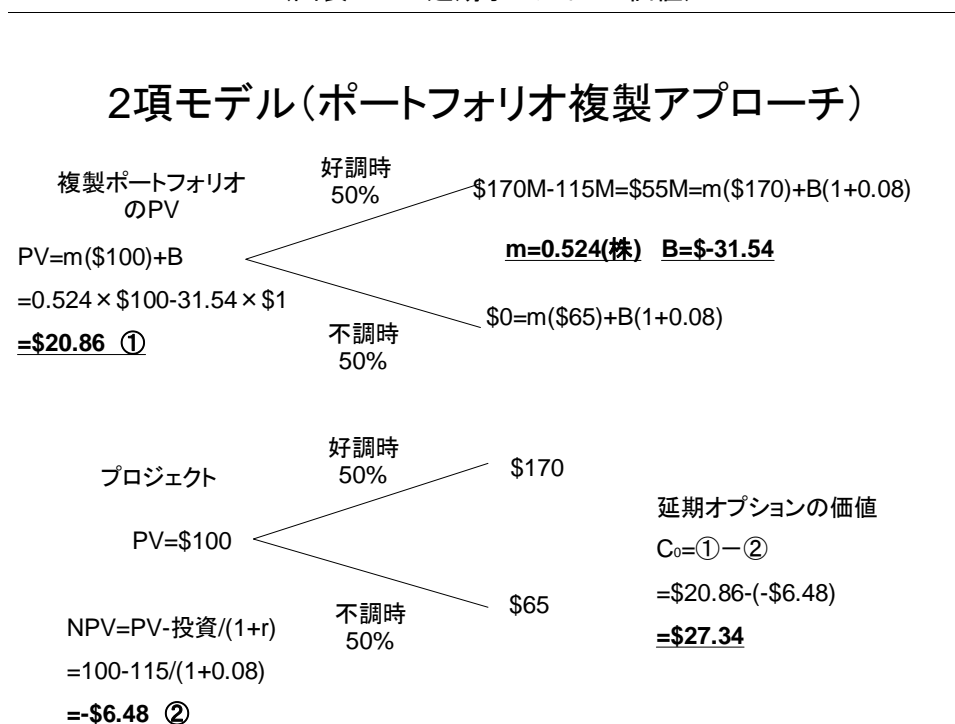 2項モデル（ポートフォリオ複製アプローチ）
複製ポートフォリオ
のPV
好調時
50%
$170M-115M=$55M=m($170)+B(1+0.08)
PV=m($100)+B
m=0.524(株) B=$-31.54
=0.524×$100-31.54×$1
=$20.86 ①
不調時
50%
$0=m($65)+B(1+0.08)
プロジェクト
好調時
50%
$170
PV=$100
延期オプションの価値
C₀=①－②
=$20.86-(-$6.48)
=$27.34
不調時
50%
$65
NPV=PV-投資/(1+r)
=100-115/(1+0.08)
=-$6.48 ②